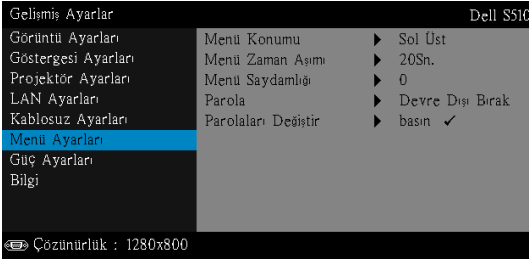 Gelişmiş Ayarlar Dell S510
Görüntü Ayarları
Göstergesi Ayarları
Projektör Ayarları
LAN Ayarları
Kablosuz Ayarları
Menü Ayarları
Güç Ayarları
Bilgi
Menü Konumu Sol Üst
Menü Zaman Aşımı 20Sn.
Menü Saydamlığı 0
Parola Devre Dışı Bırak
Parolaları Değiştir basın ✓
Çözünürlük : 1280x800